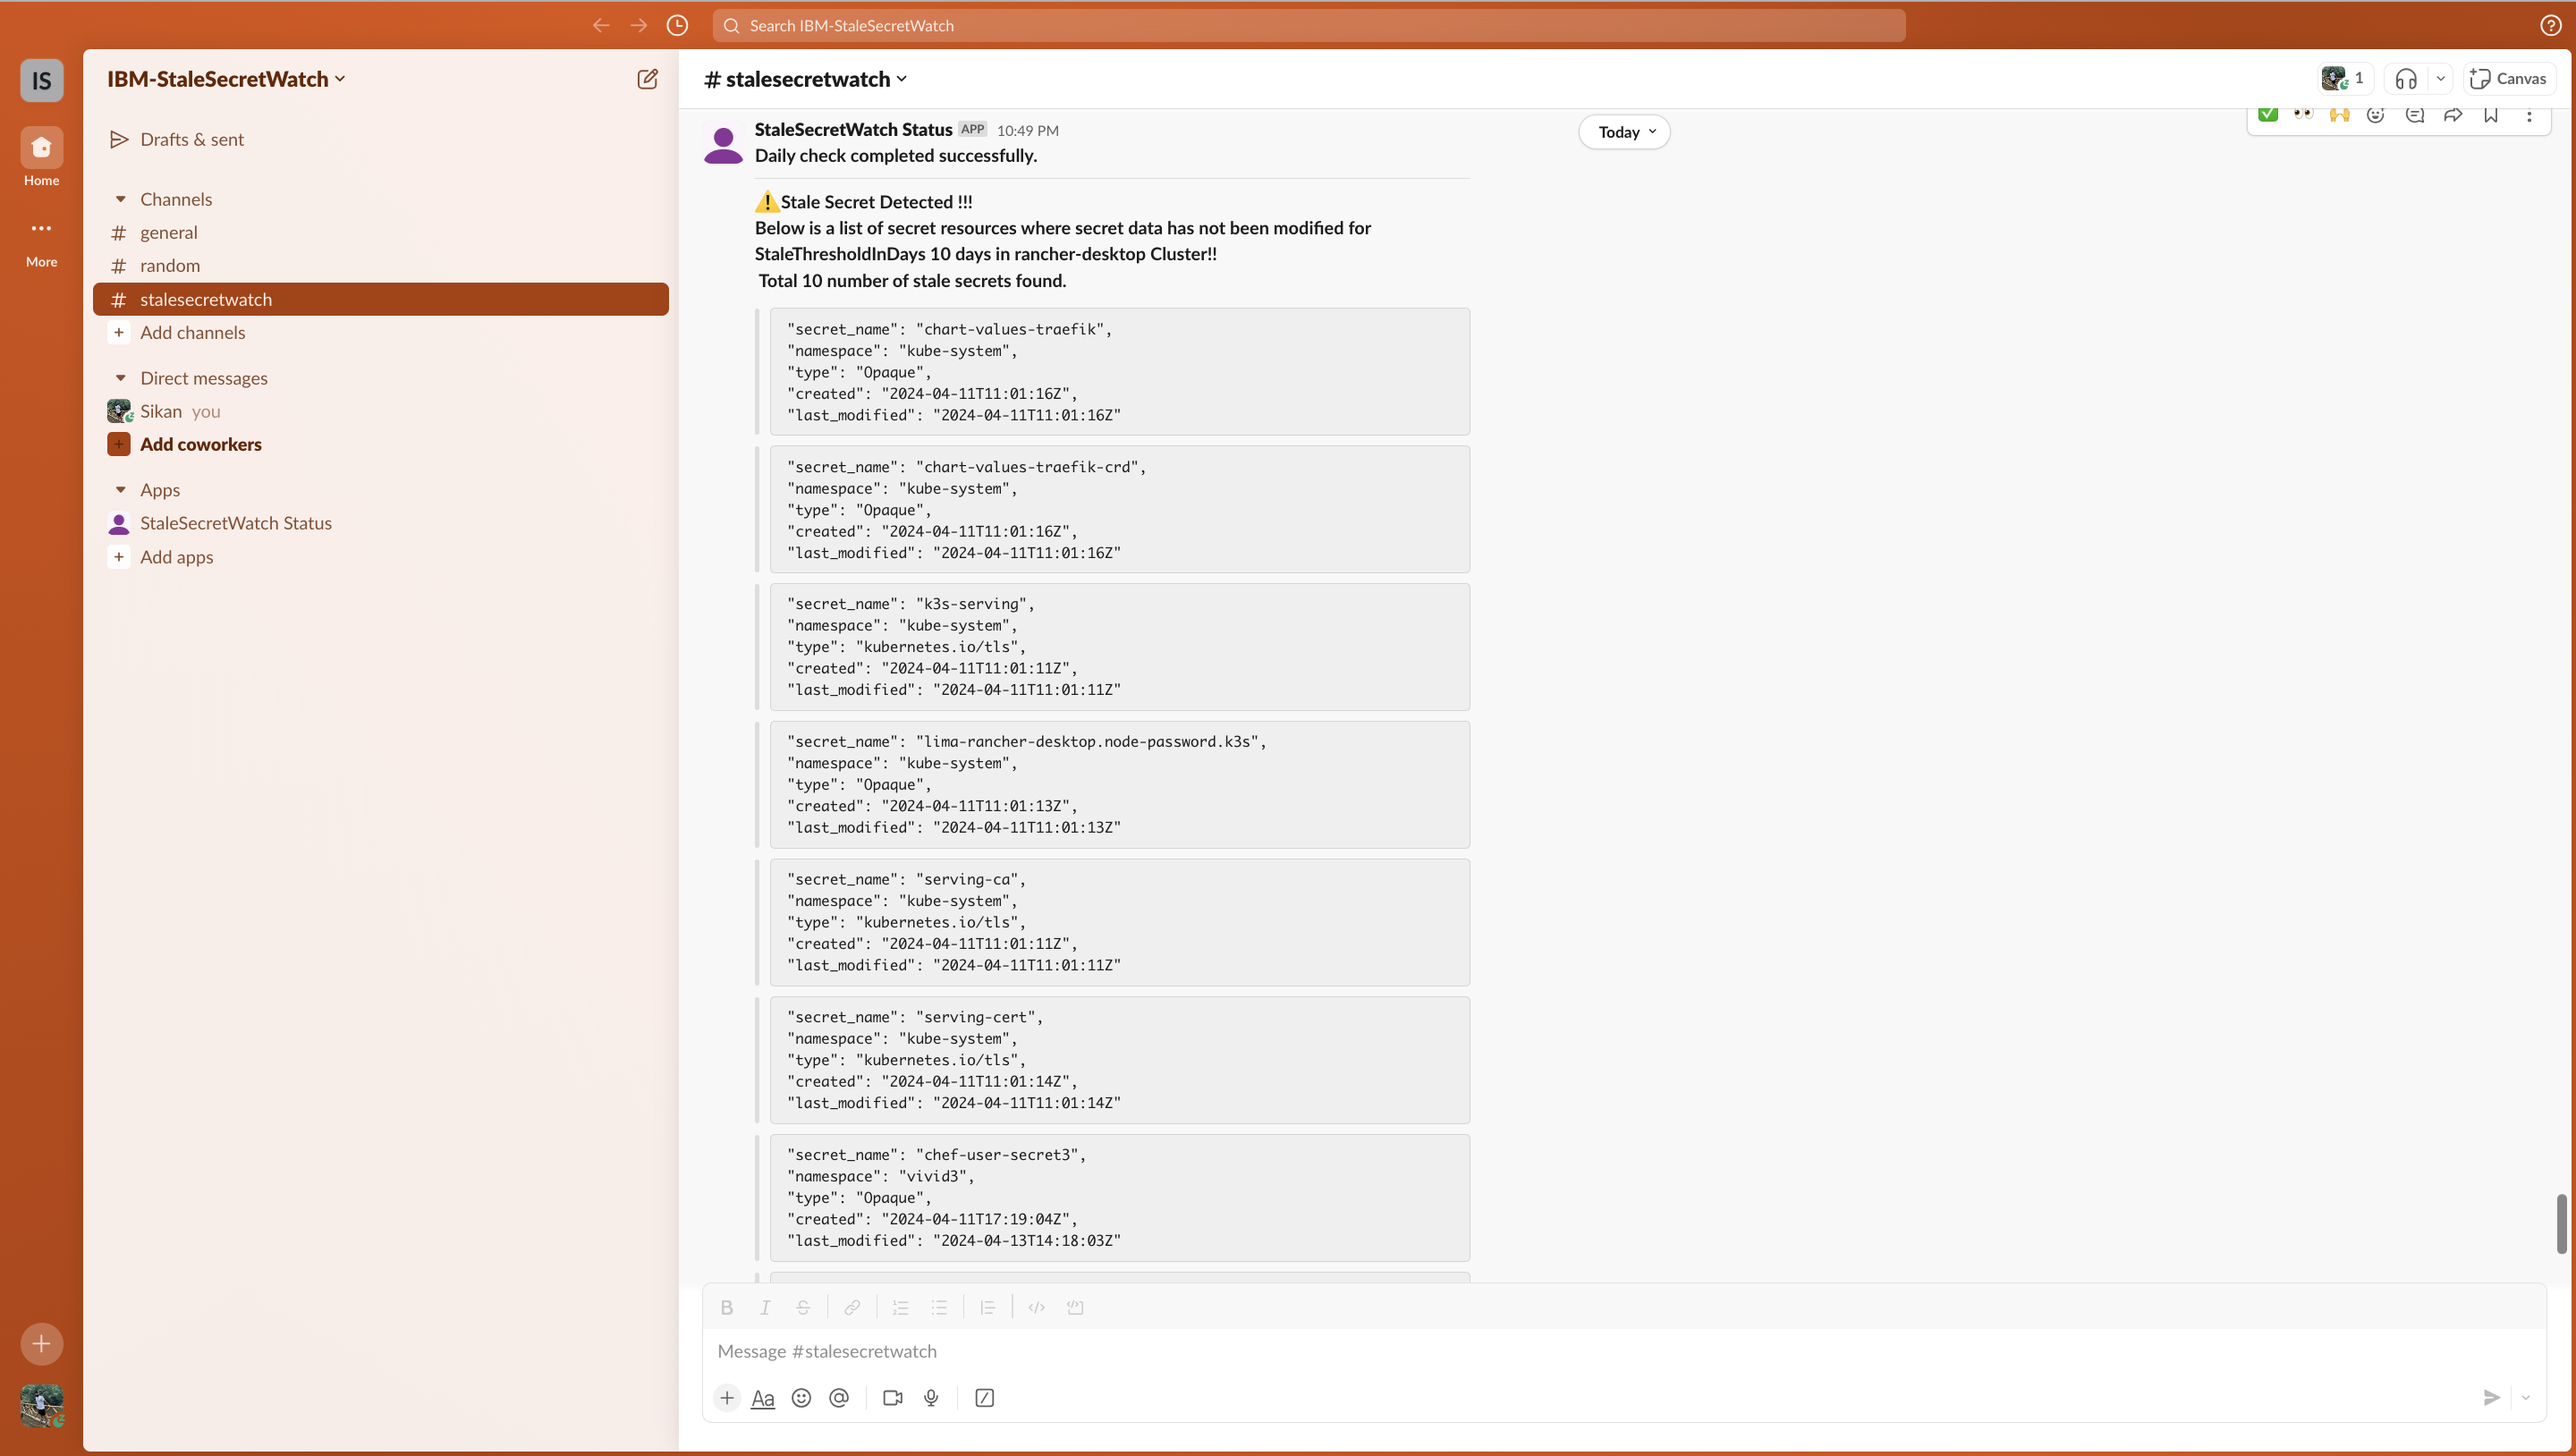 Search IBM-StaleSecretWatch
IS
Home
More
IBM-StaleSecretWatch
Drafts & sent
Channels
# general
# random
# stalesecretwatch
+ Add channels
Direct messages
Sikan you
+ Add coworkers
Apps
StaleSecretWatch Status
+ Add apps
# stalesecretwatch
1
Canvas
Today
StaleSecretWatch Status APP 10:49 PM
Daily check completed successfully.
⚠️Stale Secret Detected !!!
Below is a list of secret resources where secret data has not been modified for
StaleThresholdInDays 10 days in rancher-desktop Cluster!!
Total 10 number of stale secrets found.
"secret_name": "chart-values-traefik",
"namespace": "kube-system",
"type": "Opaque",
"created": "2024-04-11T11:01:16Z",
"last_modified": "2024-04-11T11:01:16Z"
"secret_name": "chart-values-traefik-crd",
"namespace": "kube-system",
"type": "Opaque",
"created": "2024-04-11T11:01:16Z",
"last_modified": "2024-04-11T11:01:16Z"
"secret_name": "k3s-serving",
"namespace": "kube-system",
"type": "kubernetes.io/tls",
"created": "2024-04-11T11:01:11Z",
"last_modified": "2024-04-11T11:01:11Z"
"secret_name": "lima-rancher-desktop.node-password.k3s",
"namespace": "kube-system",
"type": "Opaque",
"created": "2024-04-11T11:01:13Z",
"last_modified": "2024-04-11T11:01:13Z"
"secret_name": "serving-ca",
"namespace": "kube-system",
"type": "kubernetes.io/tls",
"created": "2024-04-11T11:01:11Z",
"last_modified": "2024-04-11T11:01:11Z"
"secret_name": "serving-cert",
"namespace": "kube-system",
"type": "kubernetes.io/tls",
"created": "2024-04-11T11:01:14Z",
"last_modified": "2024-04-11T11:01:14Z"
"secret_name": "chef-user-secret3",
"namespace": "vivid3",
"type": "Opaque",
"created": "2024-04-11T17:19:04Z",
"last_modified": "2024-04-13T14:18:03Z"
B I S
Message #stalesecretwatch
+ Aa @